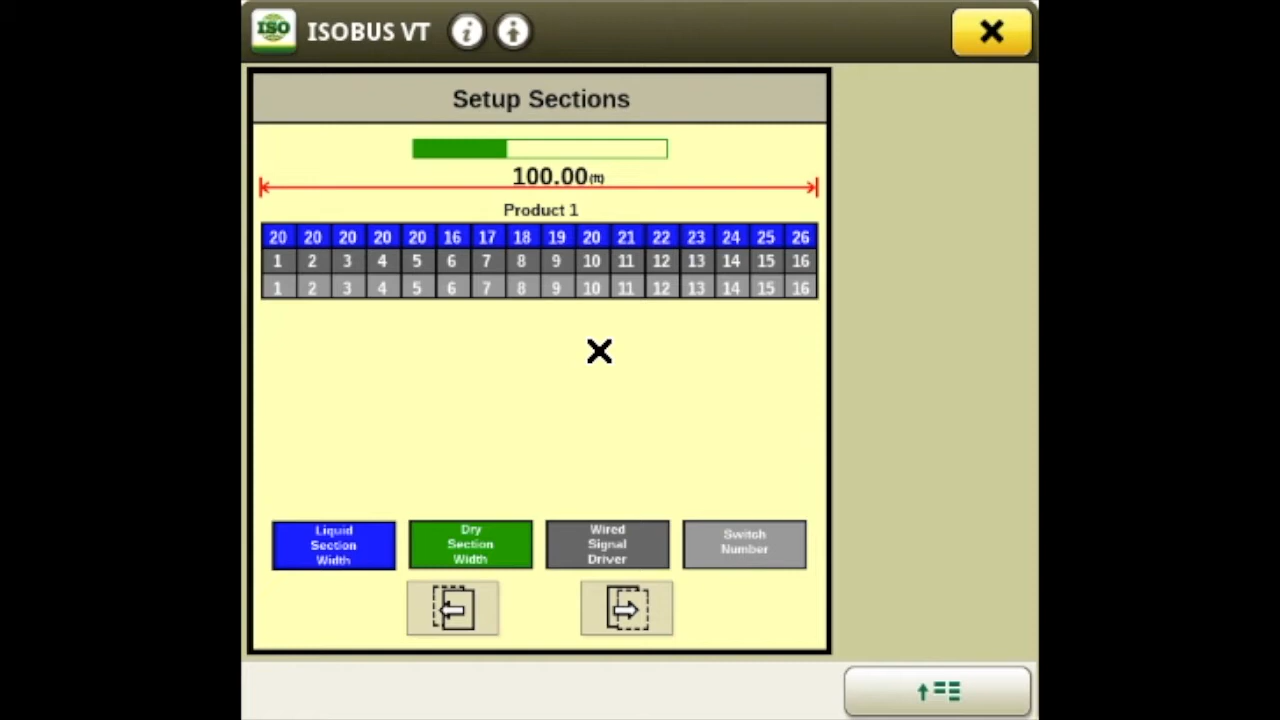 ISO ISOBUS VT
Setup Sections
100.00(ft)
Product 1
20 20 20 20 20 16 17 18 19 20 21 22 23 24 25 26
1 2 3 4 5 6 7 8 9 10 11 12 13 14 15 16
1 2 3 4 5 6 7 8 9 10 11 12 13 14 15 16
Liquid
Section
Width
Dry
Section
Width
Wired
Signal
Driver
Switch
Number